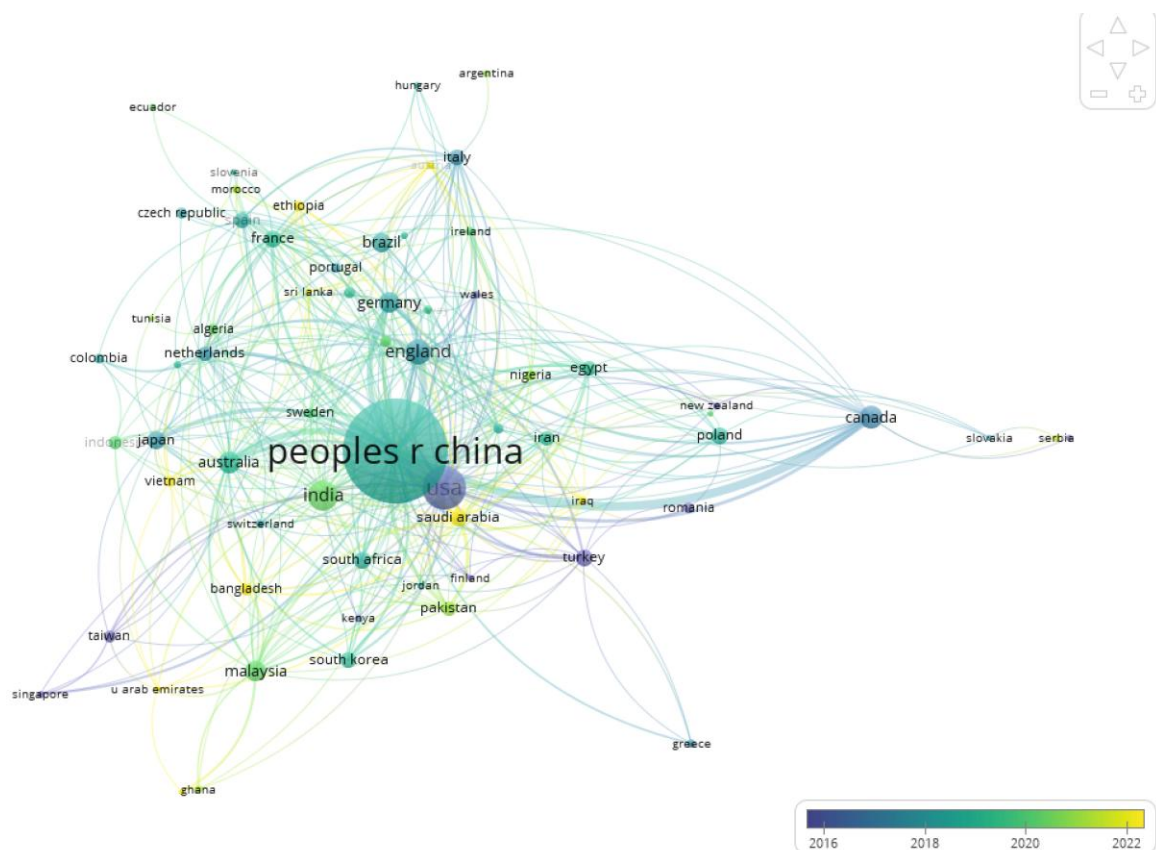 argentina
hungary
ecuador
italy
slovenia
morocco
ethiopia
czech republic
spain
ireland
france
brazil
portugal
sri lanka
wales
germany
tunisia
algeria
netherlands
england
colombia
egypt
nigeria
new zealand
sweden
canada
poland
iran
slovakia
serbia
japan
peoples r china
australia
vietnam
usa
india
iraq
romania
saudi arabia
switzerland
turkey
south africa
finland
jordan
bangladesh
pakistan
kenya
taiwan
south korea
malaysia
u arab emirates
singapore
greece
ghana
2016 2018 2020 2022